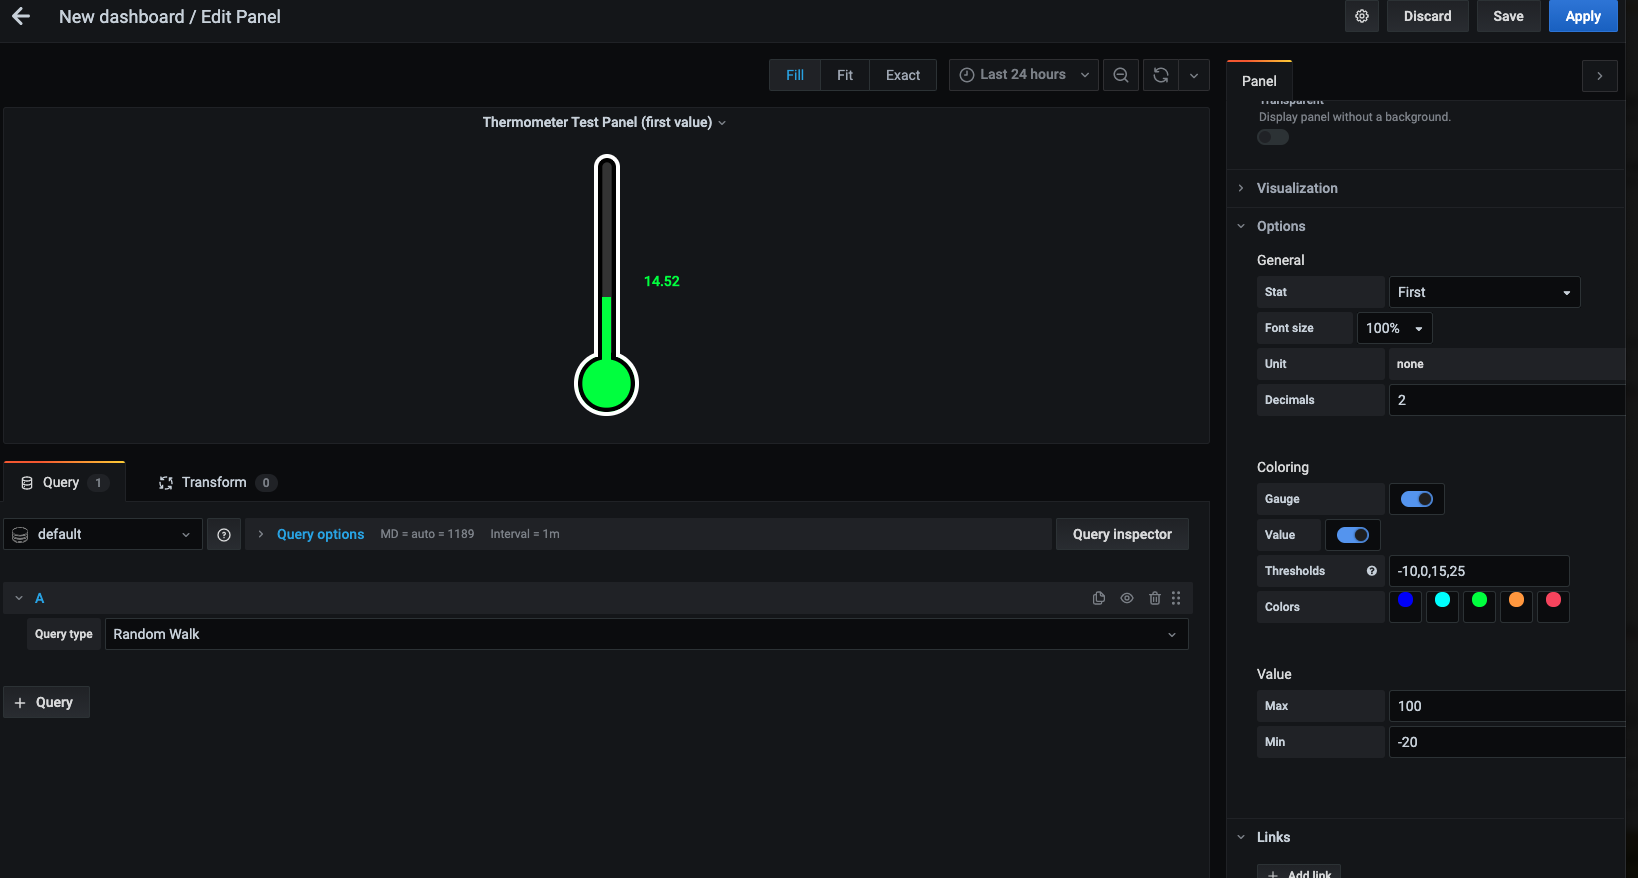 New dashboard / Edit Panel
Discard
Save
Apply
Fill
Fit
Exact
Last 24 hours
Thermometer Test Panel (first value)
14.52
Query 1
Transform 0
default
Query options MD = auto = 1189 Interval = 1m
Query inspector
A
Query type Random Walk
+ Query
Panel
Transparent
Display panel without a background.
Visualization
Options
General
Stat First
Font size 100%
Unit none
Decimals 2
Coloring
Gauge
Value
Thresholds -10,0,15,25
Colors
Value
Max 100
Min -20
Links
+ Add link